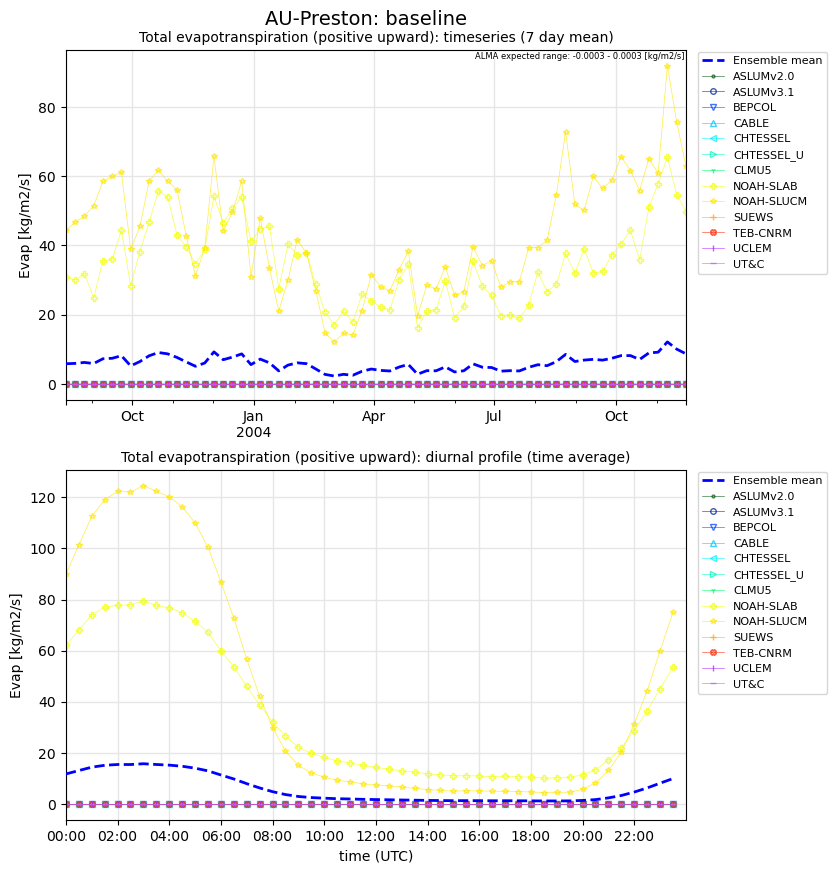 AU-Preston: baseline
Total evapotranspiration (positive upward): timeseries (7 day mean)
ALMA expected range: -0.0003 - 0.0003 [kg/m2/s]
Evap [kg/m2/s]
80
60
40
20
0
Oct
Jan
2004
Apr
Jul
Oct
Ensemble mean
ASLUMv2.0
ASLUMv3.1
BEPCOL
CABLE
CHTESSEL
CHTESSEL_U
CLMU5
NOAH-SLAB
NOAH-SLUCM
SUEWS
TEB-CNRM
UCLEM
UT&C
Total evapotranspiration (positive upward): diurnal profile (time average)
Evap [kg/m2/s]
120
100
80
60
40
20
0
00:00 02:00 04:00 06:00 08:00 10:00 12:00 14:00 16:00 18:00 20:00 22:00
time (UTC)
Ensemble mean
ASLUMv2.0
ASLUMv3.1
BEPCOL
CABLE
CHTESSEL
CHTESSEL_U
CLMU5
NOAH-SLAB
NOAH-SLUCM
SUEWS
TEB-CNRM
UCLEM
UT&C